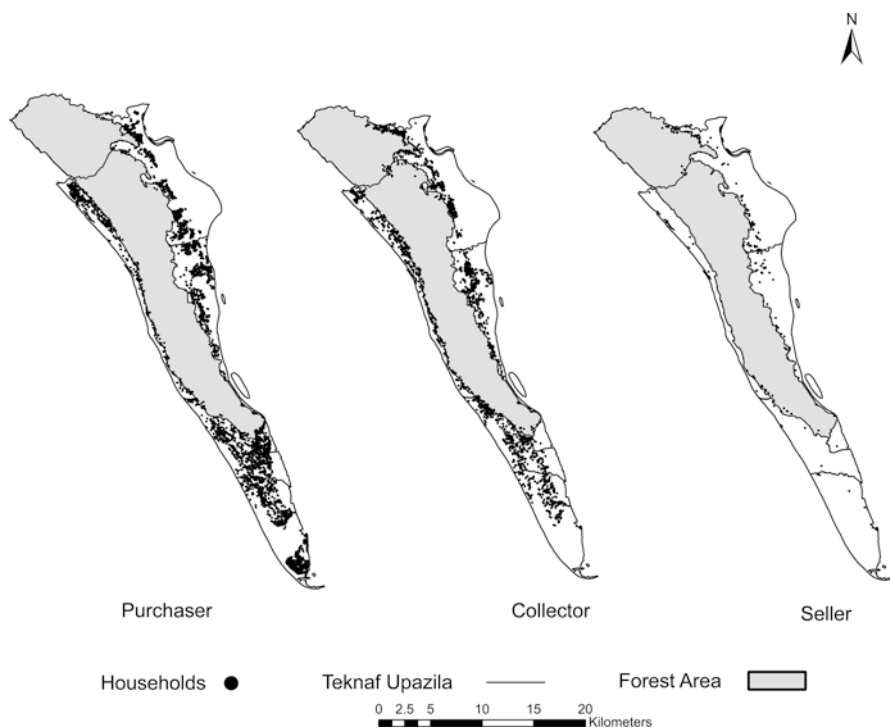 N
Purchaser
Collector
Seller
Households
Teknaf Upazila
Forest Area
0 2.5 5 10 15 20
Kilometers